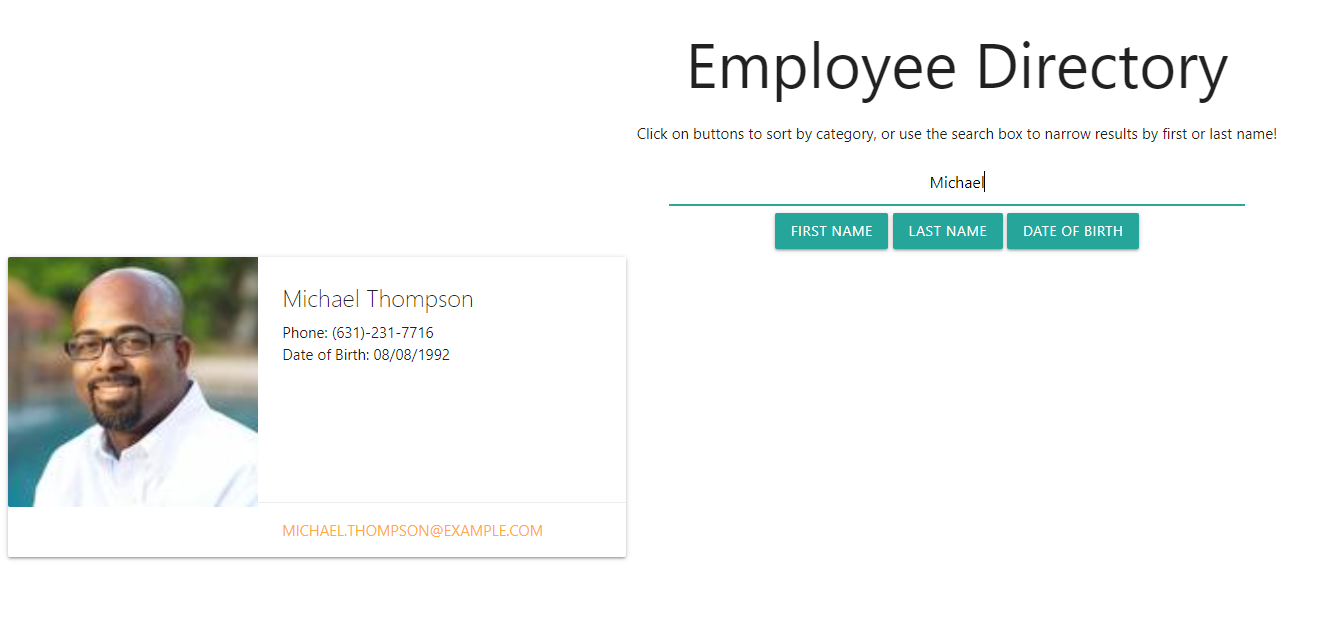 Employee Directory
Click on buttons to sort by category, or use the search box to narrow results by first or last name!
Michael
FIRST NAME LAST NAME DATE OF BIRTH
Michael Thompson
Phone: (631)-231-7716
Date of Birth: 08/08/1992
MICHAEL.THOMPSON@EXAMPLE.COM